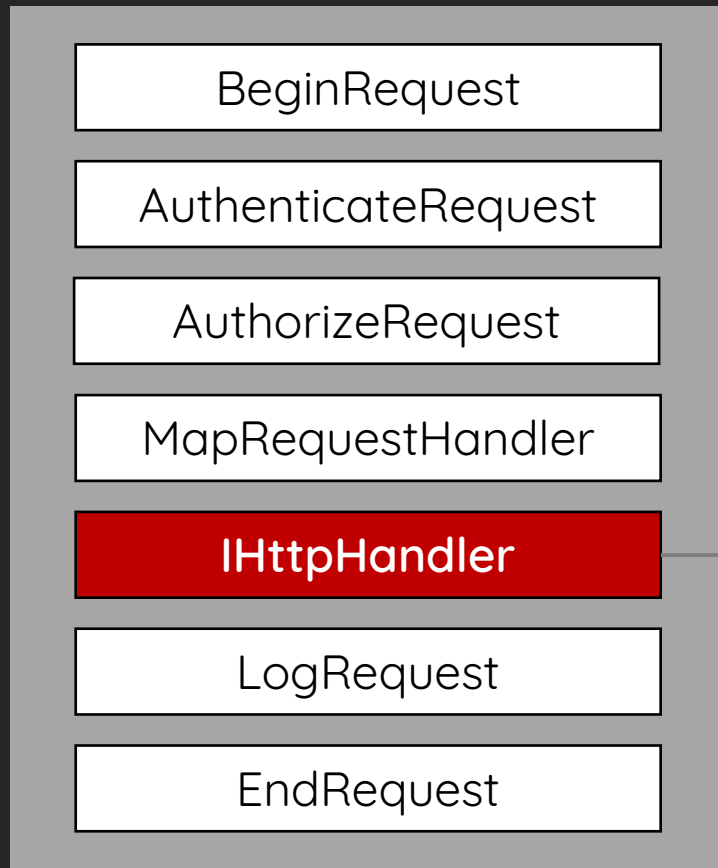 BeginRequest
AuthenticateRequest
AuthorizeRequest
MapRequestHandler
IHttpHandler
LogRequest
EndRequest